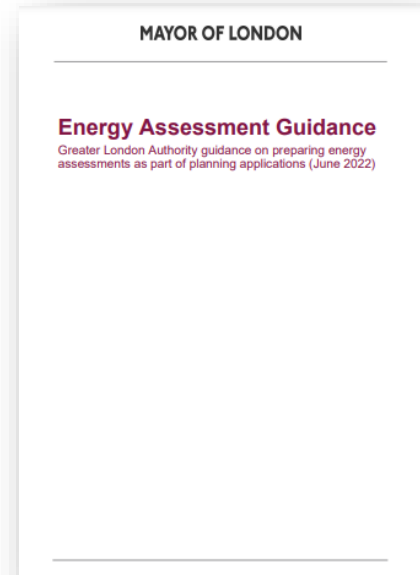 MAYOR OF LONDON
Energy Assessment Guidance
Greater London Authority guidance on preparing energy
assessments as part of planning applications (June 2022)